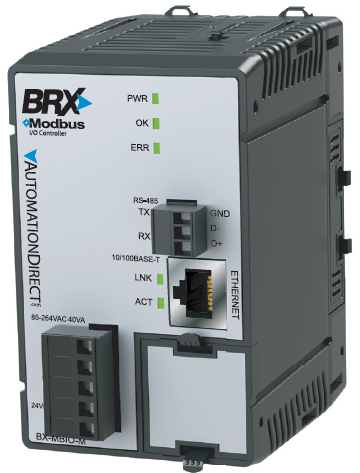 BRX
Modbus
I/O Controller
PWR
OK
ERR
AUTOMATIONDIRECT
.com
RS-485
TX
RX
GND
D-
D+
10/100BASE-T
LNK
ACT
ETHERNET
85-264VAC 40VA
24V
BX-MBIO-M